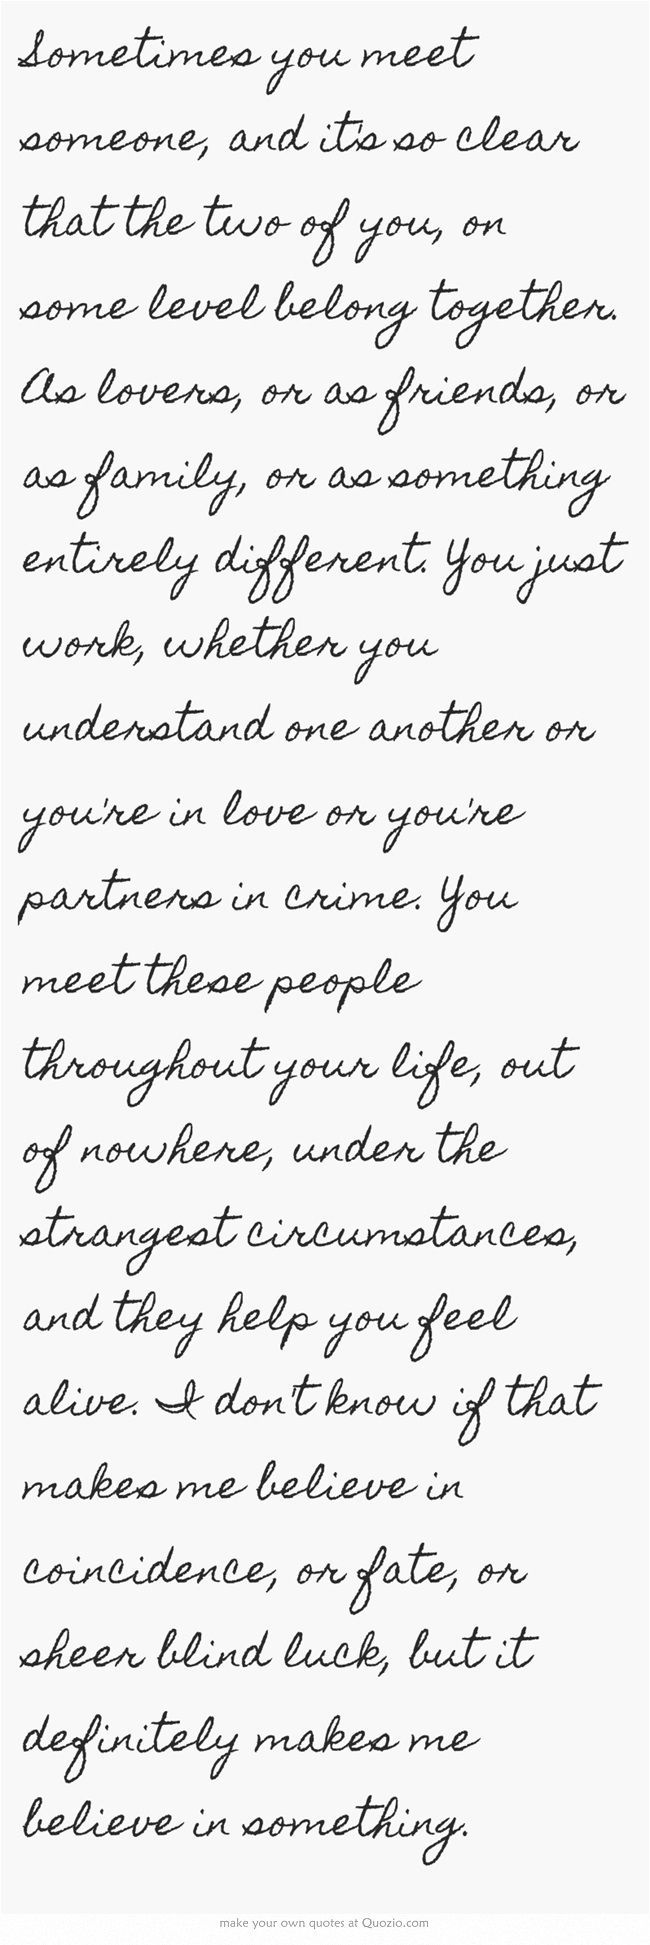 Sometimes you meet
someone, and it's so clear
that the two of you, on
some level belong together.
As lovers, or as friends, or
as family, or as something
entirely different. You just
work, whether you
understand one another or
you're in love or you're
partners in crime. You
meet these people
throughout your life, out
of nowhere, under the
strangest circumstances,
and they help you feel
alive. I don't know if that
makes me believe in
coincidence, or fate, or
sheer blind luck, but it
definitely makes me
believe in something.
make your own quotes at Quozio.com